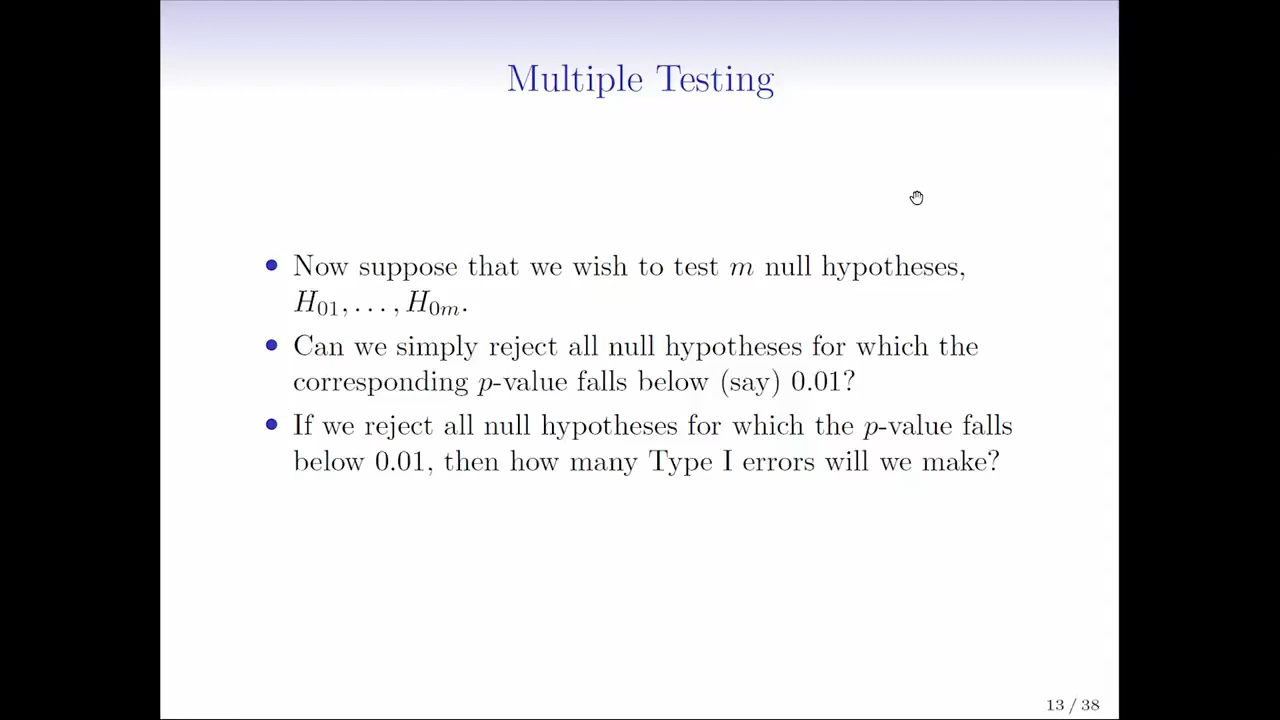 Multiple Testing
• Now suppose that we wish to test m null hypotheses,
H₀₁, . . . , H₀ₘ.
• Can we simply reject all null hypotheses for which the
corresponding p-value falls below (say) 0.01?
• If we reject all null hypotheses for which the p-value falls
below 0.01, then how many Type I errors will we make?
13 / 38